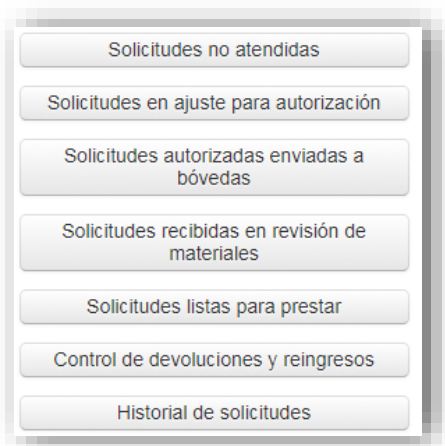 Solicitudes no atendidas
Solicitudes en ajuste para autorización
Solicitudes autorizadas enviadas a
bóvedas
Solicitudes recibidas en revisión de
materiales
Solicitudes listas para prestar
Control de devoluciones y reingresos
Historial de solicitudes